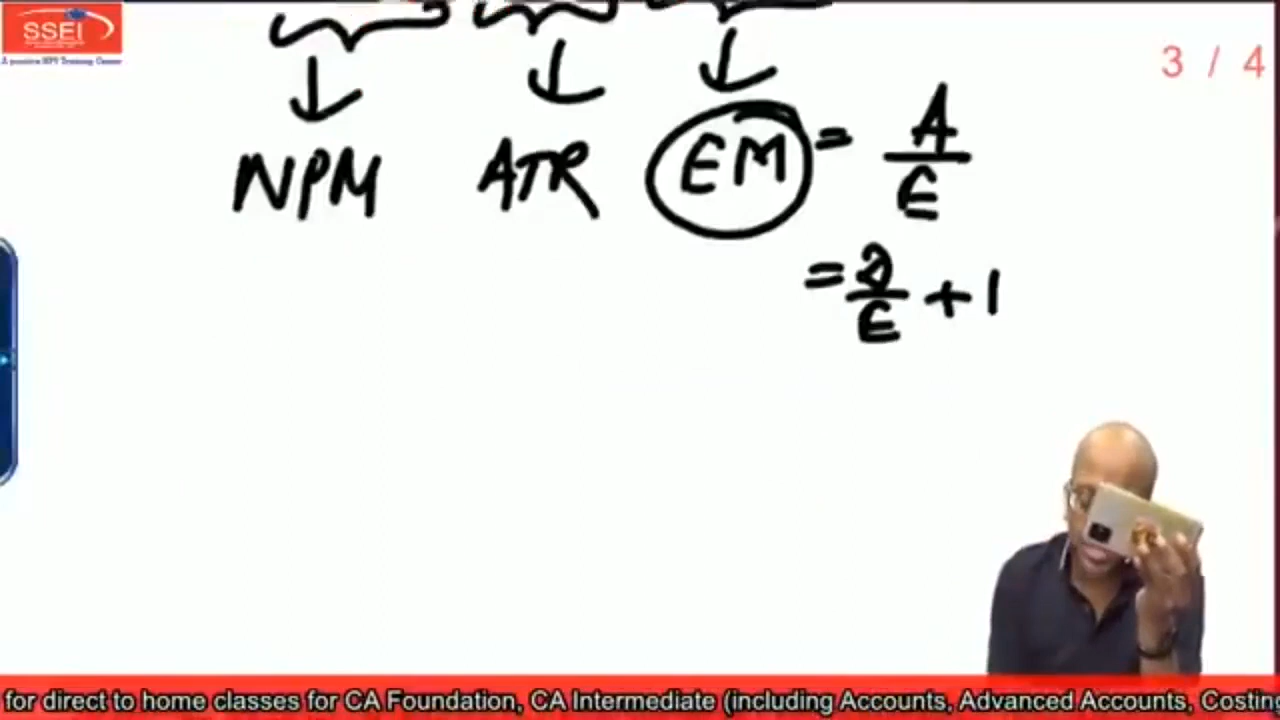 SSEI
3 / 4
NPM ATR EM = A/E
= D/E + 1
for direct to home classes for CA Foundation, CA Intermediate (including Accounts, Advanced Accounts, Costing